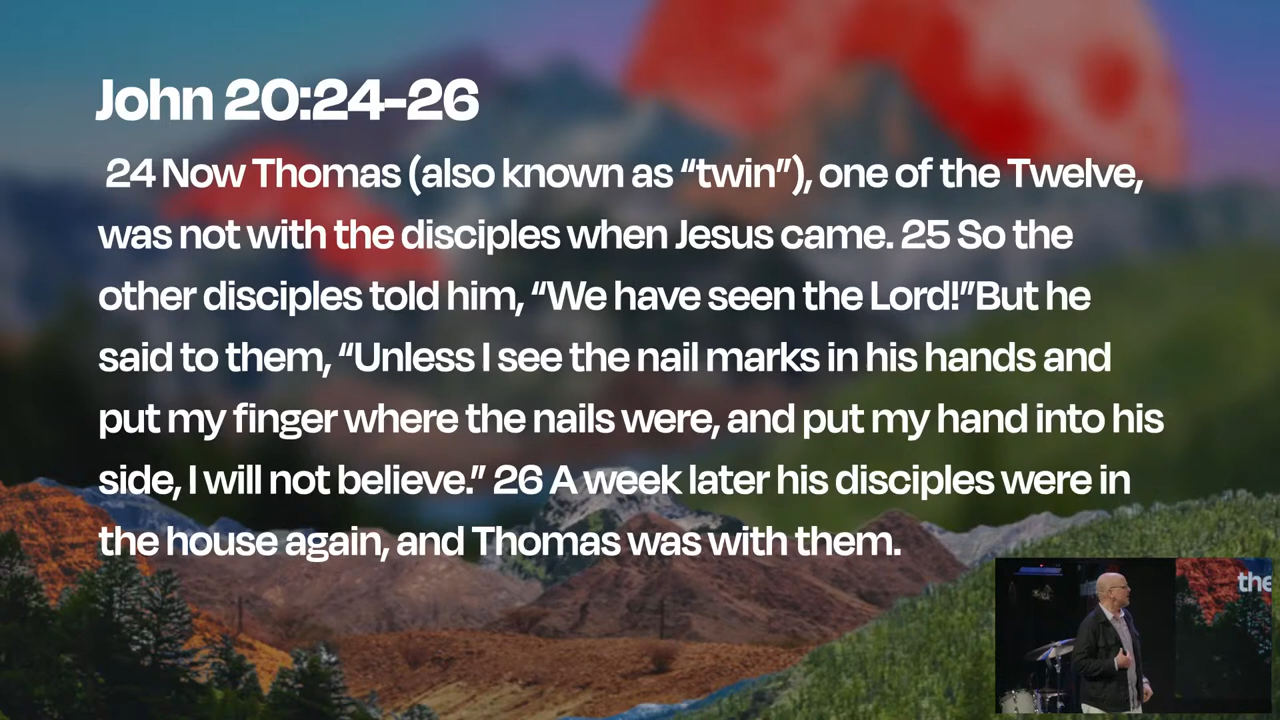 John 20:24-26
24 Now Thomas (also known as “twin”), one of the Twelve,
was not with the disciples when Jesus came. 25 So the
other disciples told him, “We have seen the Lord!”But he
said to them, “Unless I see the nail marks in his hands and
put my finger where the nails were, and put my hand into his
side, I will not believe.” 26 A week later his disciples were in
the house again, and Thomas was with them.
the